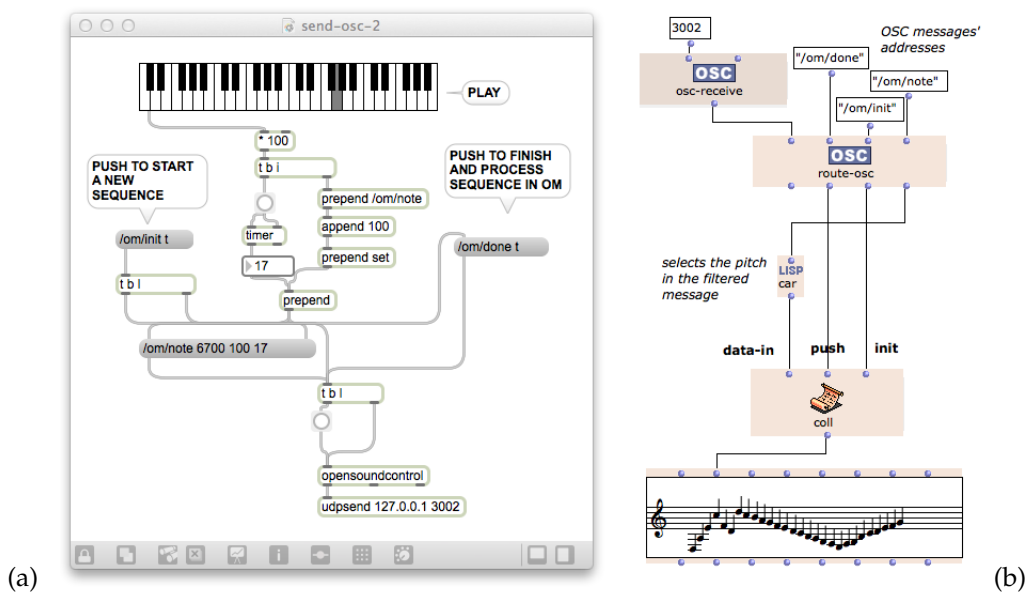 send-osc-2
PLAY
* 100
t b i
PUSH TO START
A NEW
SEQUENCE
PUSH TO FINISH
AND PROCESS
SEQUENCE IN OM
prepend /om/note
timer
append 100
/om/init t
/om/done t
17
prepend set
t b l
prepend
/om/note 6700 100 17
t b l
opensoundcontrol
udpsend 127.0.0.1 3002
(a)
3002
OSC messages'
addresses
OSC
osc-receive
"/om/done"
"/om/note"
"/om/init"
OSC
route-osc
selects the pitch
in the filtered
message
LISP
car
data-in
push
init
coll
(b)